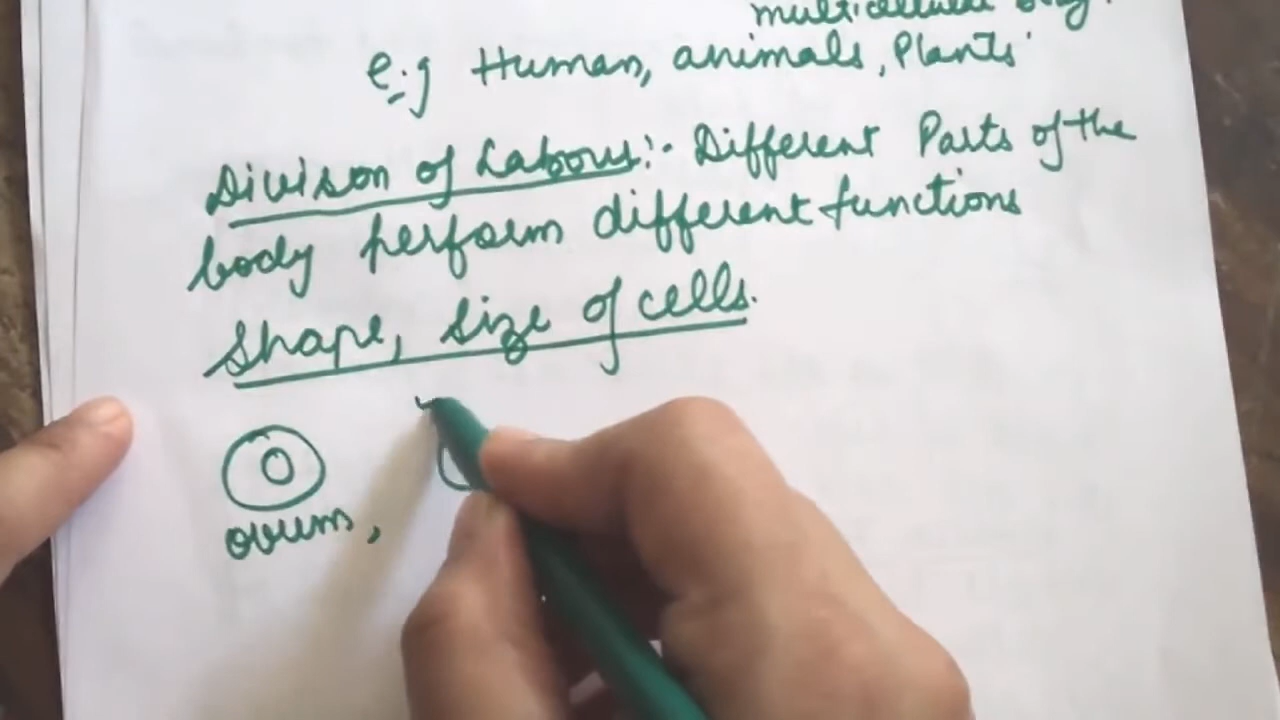 e.g Human, animals, Plants
Divison of Labour:- Different Parts of the
body perform different functions
Shape, size of cells.
ovum,